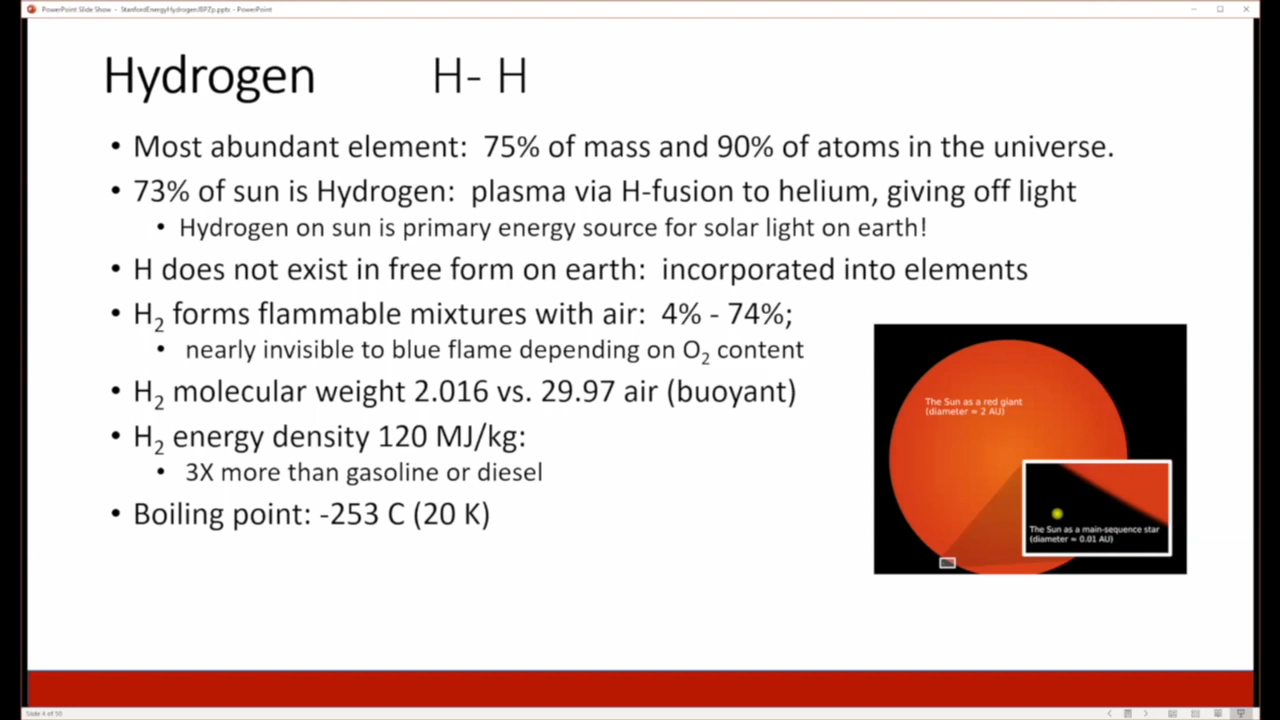 PowerPoint Slide Show - StanfordEnergyHydrogenJBPZp.pptx - PowerPoint
Hydrogen H- H
• Most abundant element: 75% of mass and 90% of atoms in the universe.
• 73% of sun is Hydrogen: plasma via H-fusion to helium, giving off light
• Hydrogen on sun is primary energy source for solar light on earth!
• H does not exist in free form on earth: incorporated into elements
• H₂ forms flammable mixtures with air: 4% - 74%;
• nearly invisible to blue flame depending on O₂ content
• H₂ molecular weight 2.016 vs. 29.97 air (buoyant)
• H₂ energy density 120 MJ/kg:
• 3X more than gasoline or diesel
• Boiling point: -253 C (20 K)
The Sun as a red giant
(diameter ≈ 2 AU)
The Sun as a main-sequence star
(diameter ≈ 0.01 AU)
Slide 4 of 50